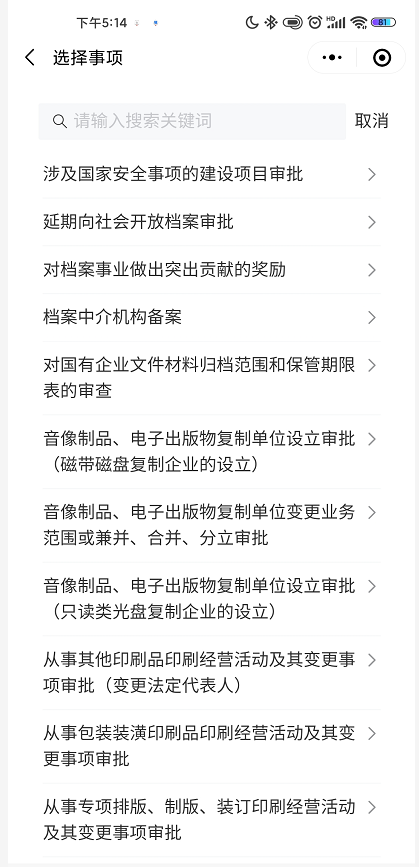 下午5:14
HD
81
选择事项
请输入搜索关键词
取消
涉及国家安全事项的建设项目审批
延期向社会开放档案审批
对档案事业做出突出贡献的奖励
档案中介机构备案
对国有企业文件材料归档范围和保管期限
表的审查
音像制品、电子出版物复制单位设立审批
（磁带磁盘复制企业的设立）
音像制品、电子出版物复制单位变更业务
范围或兼并、合并、分立审批
音像制品、电子出版物复制单位设立审批
（只读类光盘复制企业的设立）
从事其他印刷品印刷经营活动及其变更事
项审批（变更法定代表人）
从事包装装潢印刷品印刷经营活动及其变
更事项审批
从事专项排版、制版、装订印刷经营活动
及其变更事项审批